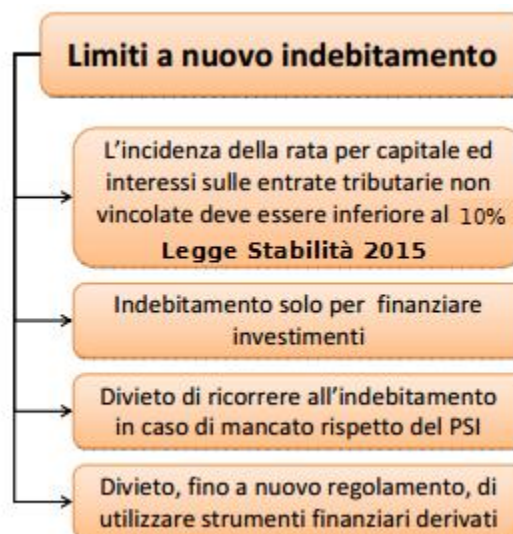 Limiti a nuovo indebitamento
L'incidenza della rata per capitale ed
interessi sulle entrate tributarie non
vincolate deve essere inferiore al 10%
Legge Stabilità 2015
Indebitamento solo per finanziare
investimenti
Divieto di ricorrere all'indebitamento
in caso di mancato rispetto del PSI
Divieto, fino a nuovo regolamento, di
utilizzare strumenti finanziari derivati